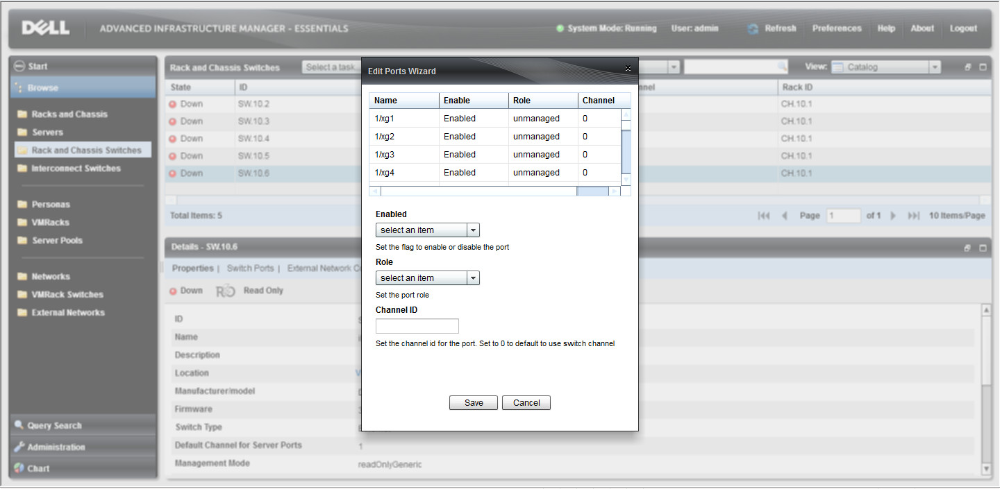 DELL ADVANCED INFRASTRUCTURE MANAGER - ESSENTIALS System Mode: Running User: admin Refresh Preferences Help About Logout
Start
Browse
Racks and Chassis
Servers
Rack and Chassis Switches
Interconnect Switches
Personas
VMRacks
Server Pools
Networks
VMRack Switches
External Networks
Query Search
Administration
Chart
Rack and Chassis Switches Select a task... View: Catalog
State ID Rack ID
Down SW.10.2 CH.10.1
Down SW.10.3 CH.10.1
Down SW.10.4 CH.10.1
Down SW.10.5 CH.10.1
Down SW.10.6 CH.10.1
Total Items: 5 Page 1 of 1 10 Items/Page
Details - SW.10.6
Properties | Switch Ports | External Network
Down Read Only
ID
Name
Description
Location
Manufacturer/model
Firmware
Switch Type
Default Channel for Server Ports 1
Management Mode readOnlyGeneric
Edit Ports Wizard
Name Enable Role Channel
1/xg1 Enabled unmanaged 0
1/xg2 Enabled unmanaged 0
1/xg3 Enabled unmanaged 0
1/xg4 Enabled unmanaged 0
Enabled
select an item
Set the flag to enable or disable the port
Role
select an item
Set the port role
Channel ID
Set the channel id for the port. Set to 0 to default to use switch channel
Save Cancel